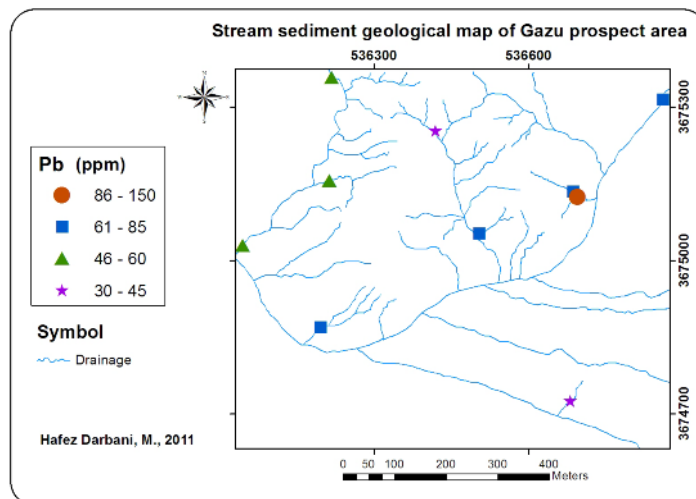 Stream sediment geological map of Gazu prospect area
536300 536600
3675300
3675000
3674700
Pb (ppm)
86 - 150
61 - 85
46 - 60
30 - 45
Symbol
Drainage
Hafez Darbani, M., 2011
0 50 100 200 300 400
Meters